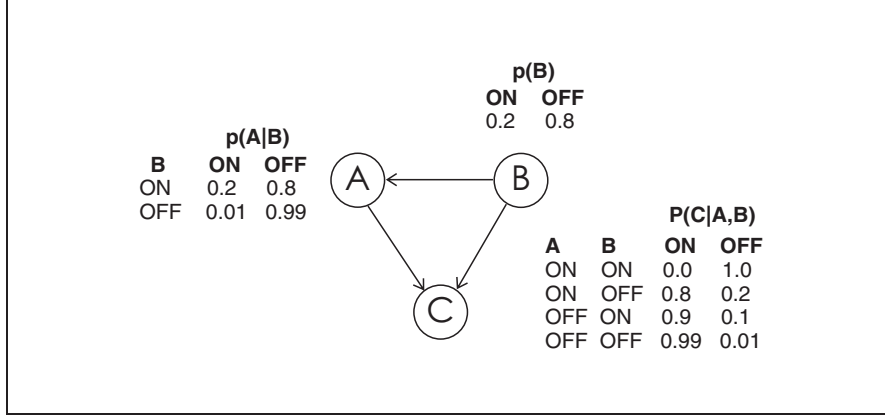 p(B)
ON OFF
0.2 0.8
p(A|B)
B ON OFF
ON 0.2 0.8
OFF 0.01 0.99
A
B
P(C|A,B)
A B ON OFF
ON ON 0.0 1.0
ON OFF 0.8 0.2
OFF ON 0.9 0.1
OFF OFF 0.99 0.01
C